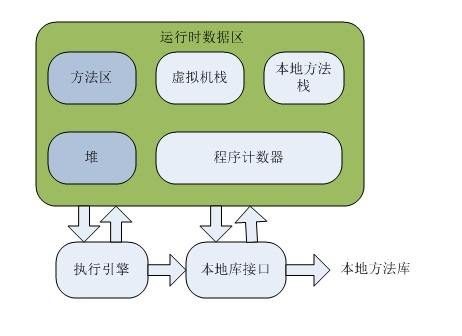 运行时数据区
方法区
虚拟机栈
本地方法
栈
堆
程序计数器
执行引擎
本地库接口
本地方法库